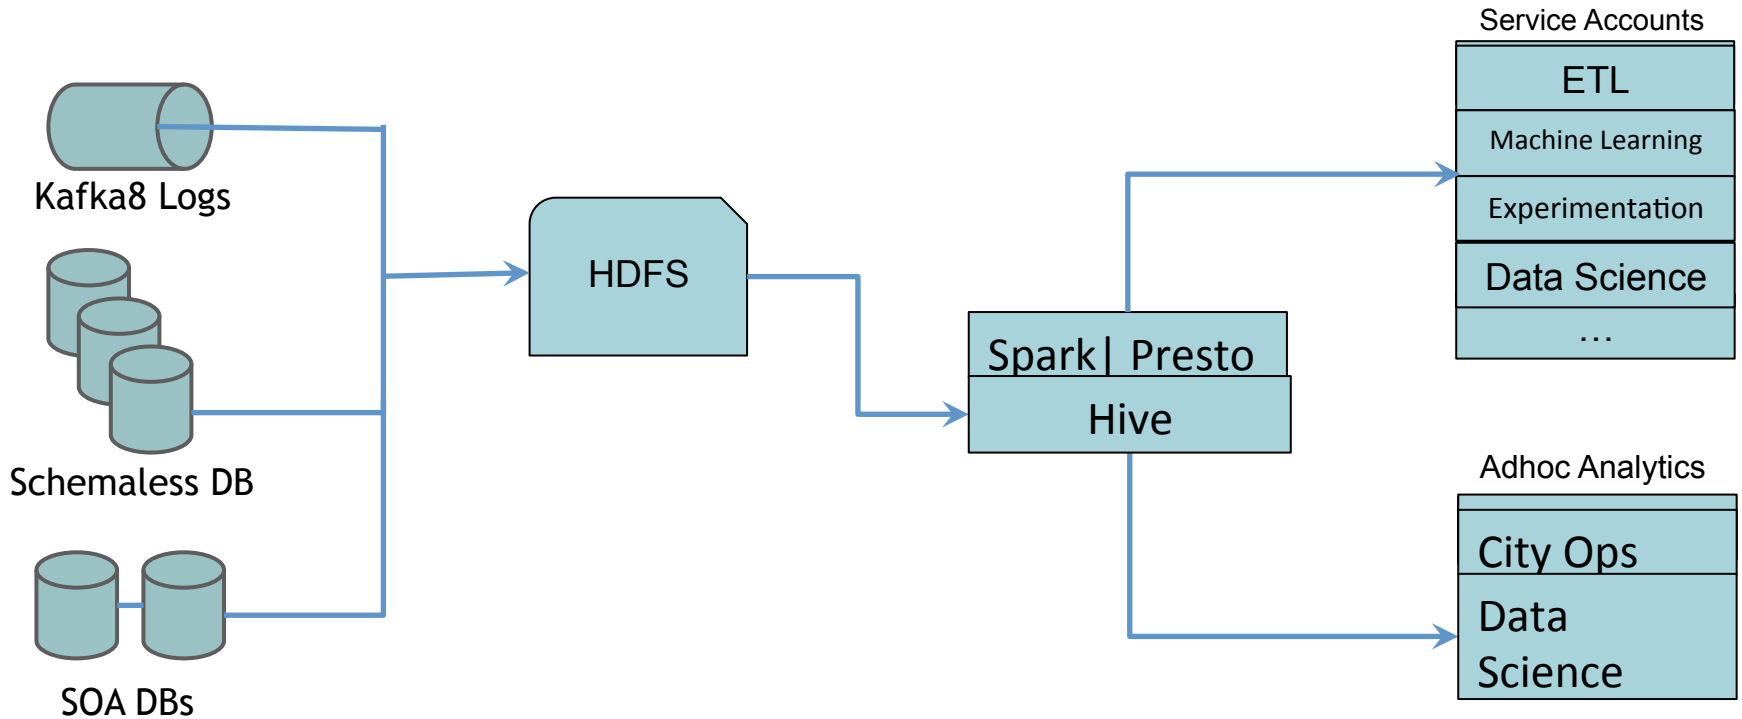 Service Accounts
ETL
Machine Learning
Experimentation
Data Science
...
Kafka8 Logs
HDFS
Spark| Presto
Hive
Schemaless DB
Adhoc Analytics
City Ops
Data
Science
SOA DBs